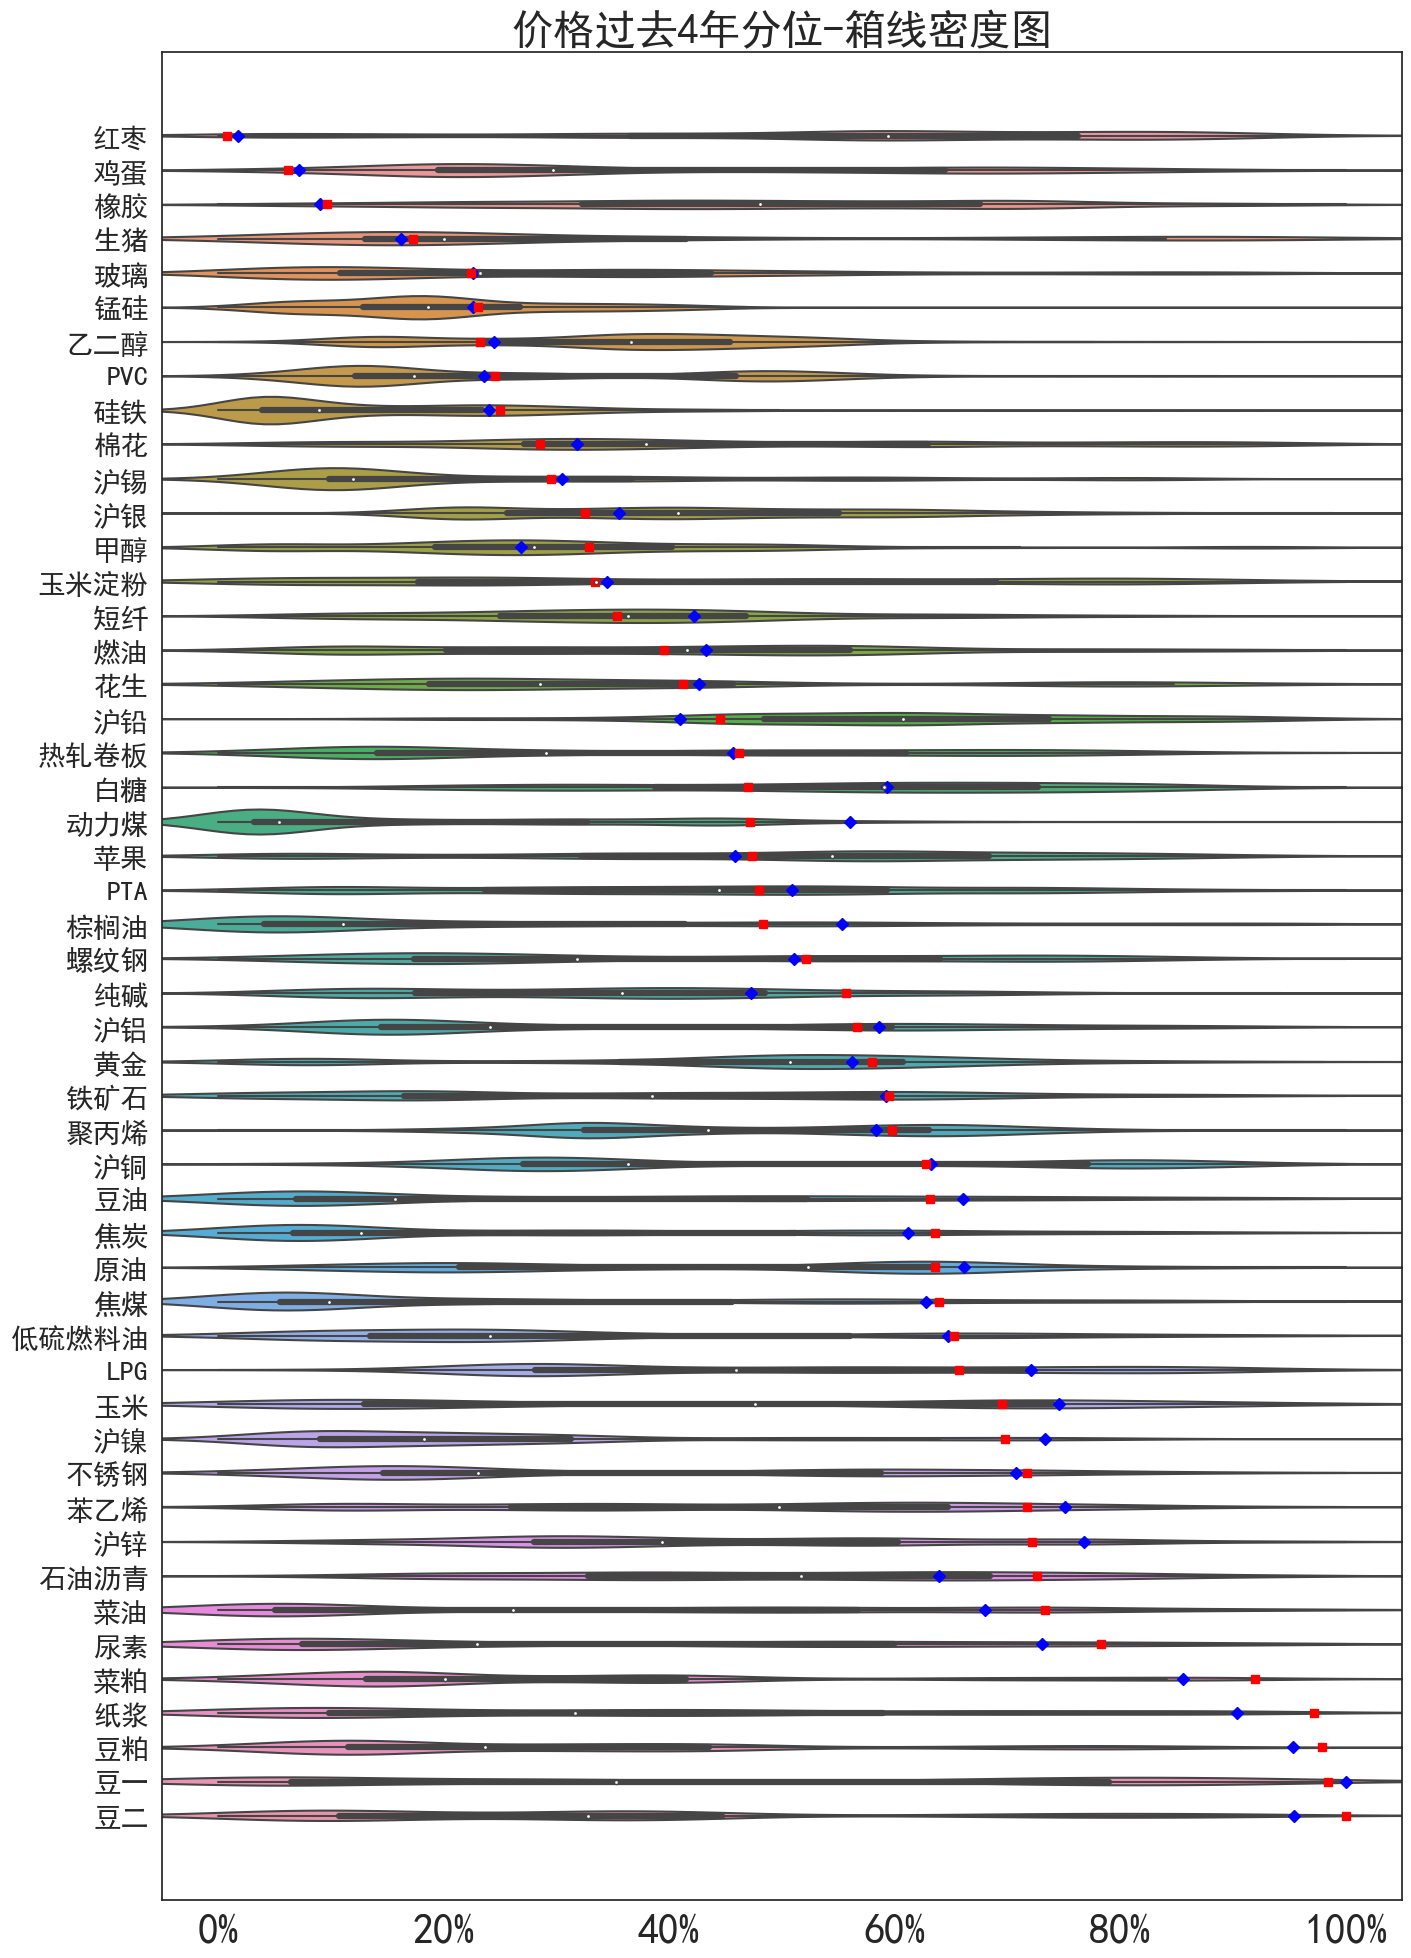 价格过去4年分位-箱线密度图
红枣
鸡蛋
橡胶
生猪
玻璃
锰硅
乙二醇
PVC
硅铁
棉花
沪锡
沪银
甲醇
玉米淀粉
短纤
燃油
花生
沪铅
热轧卷板
白糖
动力煤
苹果
PTA
棕榈油
螺纹钢
纯碱
沪铝
黄金
铁矿石
聚丙烯
沪铜
豆油
焦炭
原油
焦煤
低硫燃料油
LPG
玉米
沪镍
不锈钢
苯乙烯
沪锌
石油沥青
菜油
尿素
菜粕
纸浆
豆粕
豆一
豆二
0% 20% 40% 60% 80% 100%